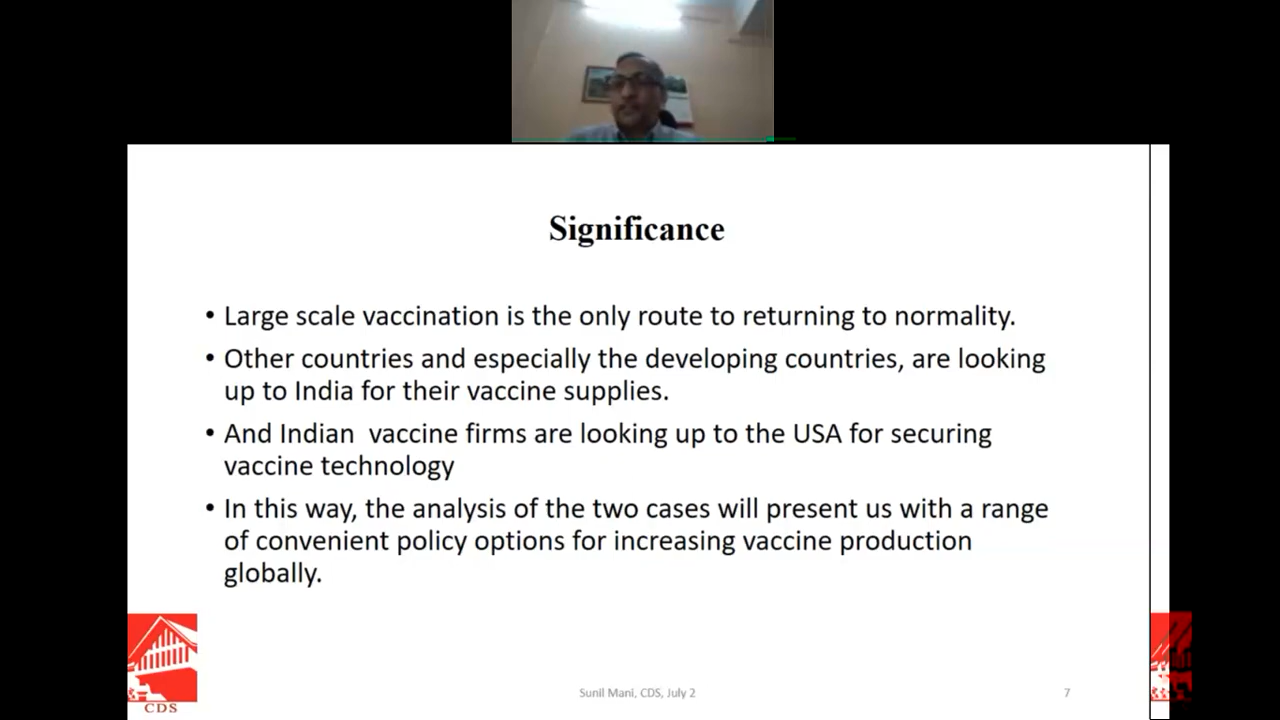 Significance
• Large scale vaccination is the only route to returning to normality.
• Other countries and especially the developing countries, are looking
up to India for their vaccine supplies.
• And Indian  vaccine firms are looking up to the USA for securing
vaccine technology
• In this way, the analysis of the two cases will present us with a range
of convenient policy options for increasing vaccine production
globally.
CDS
Sunil Mani, CDS, July 2
7